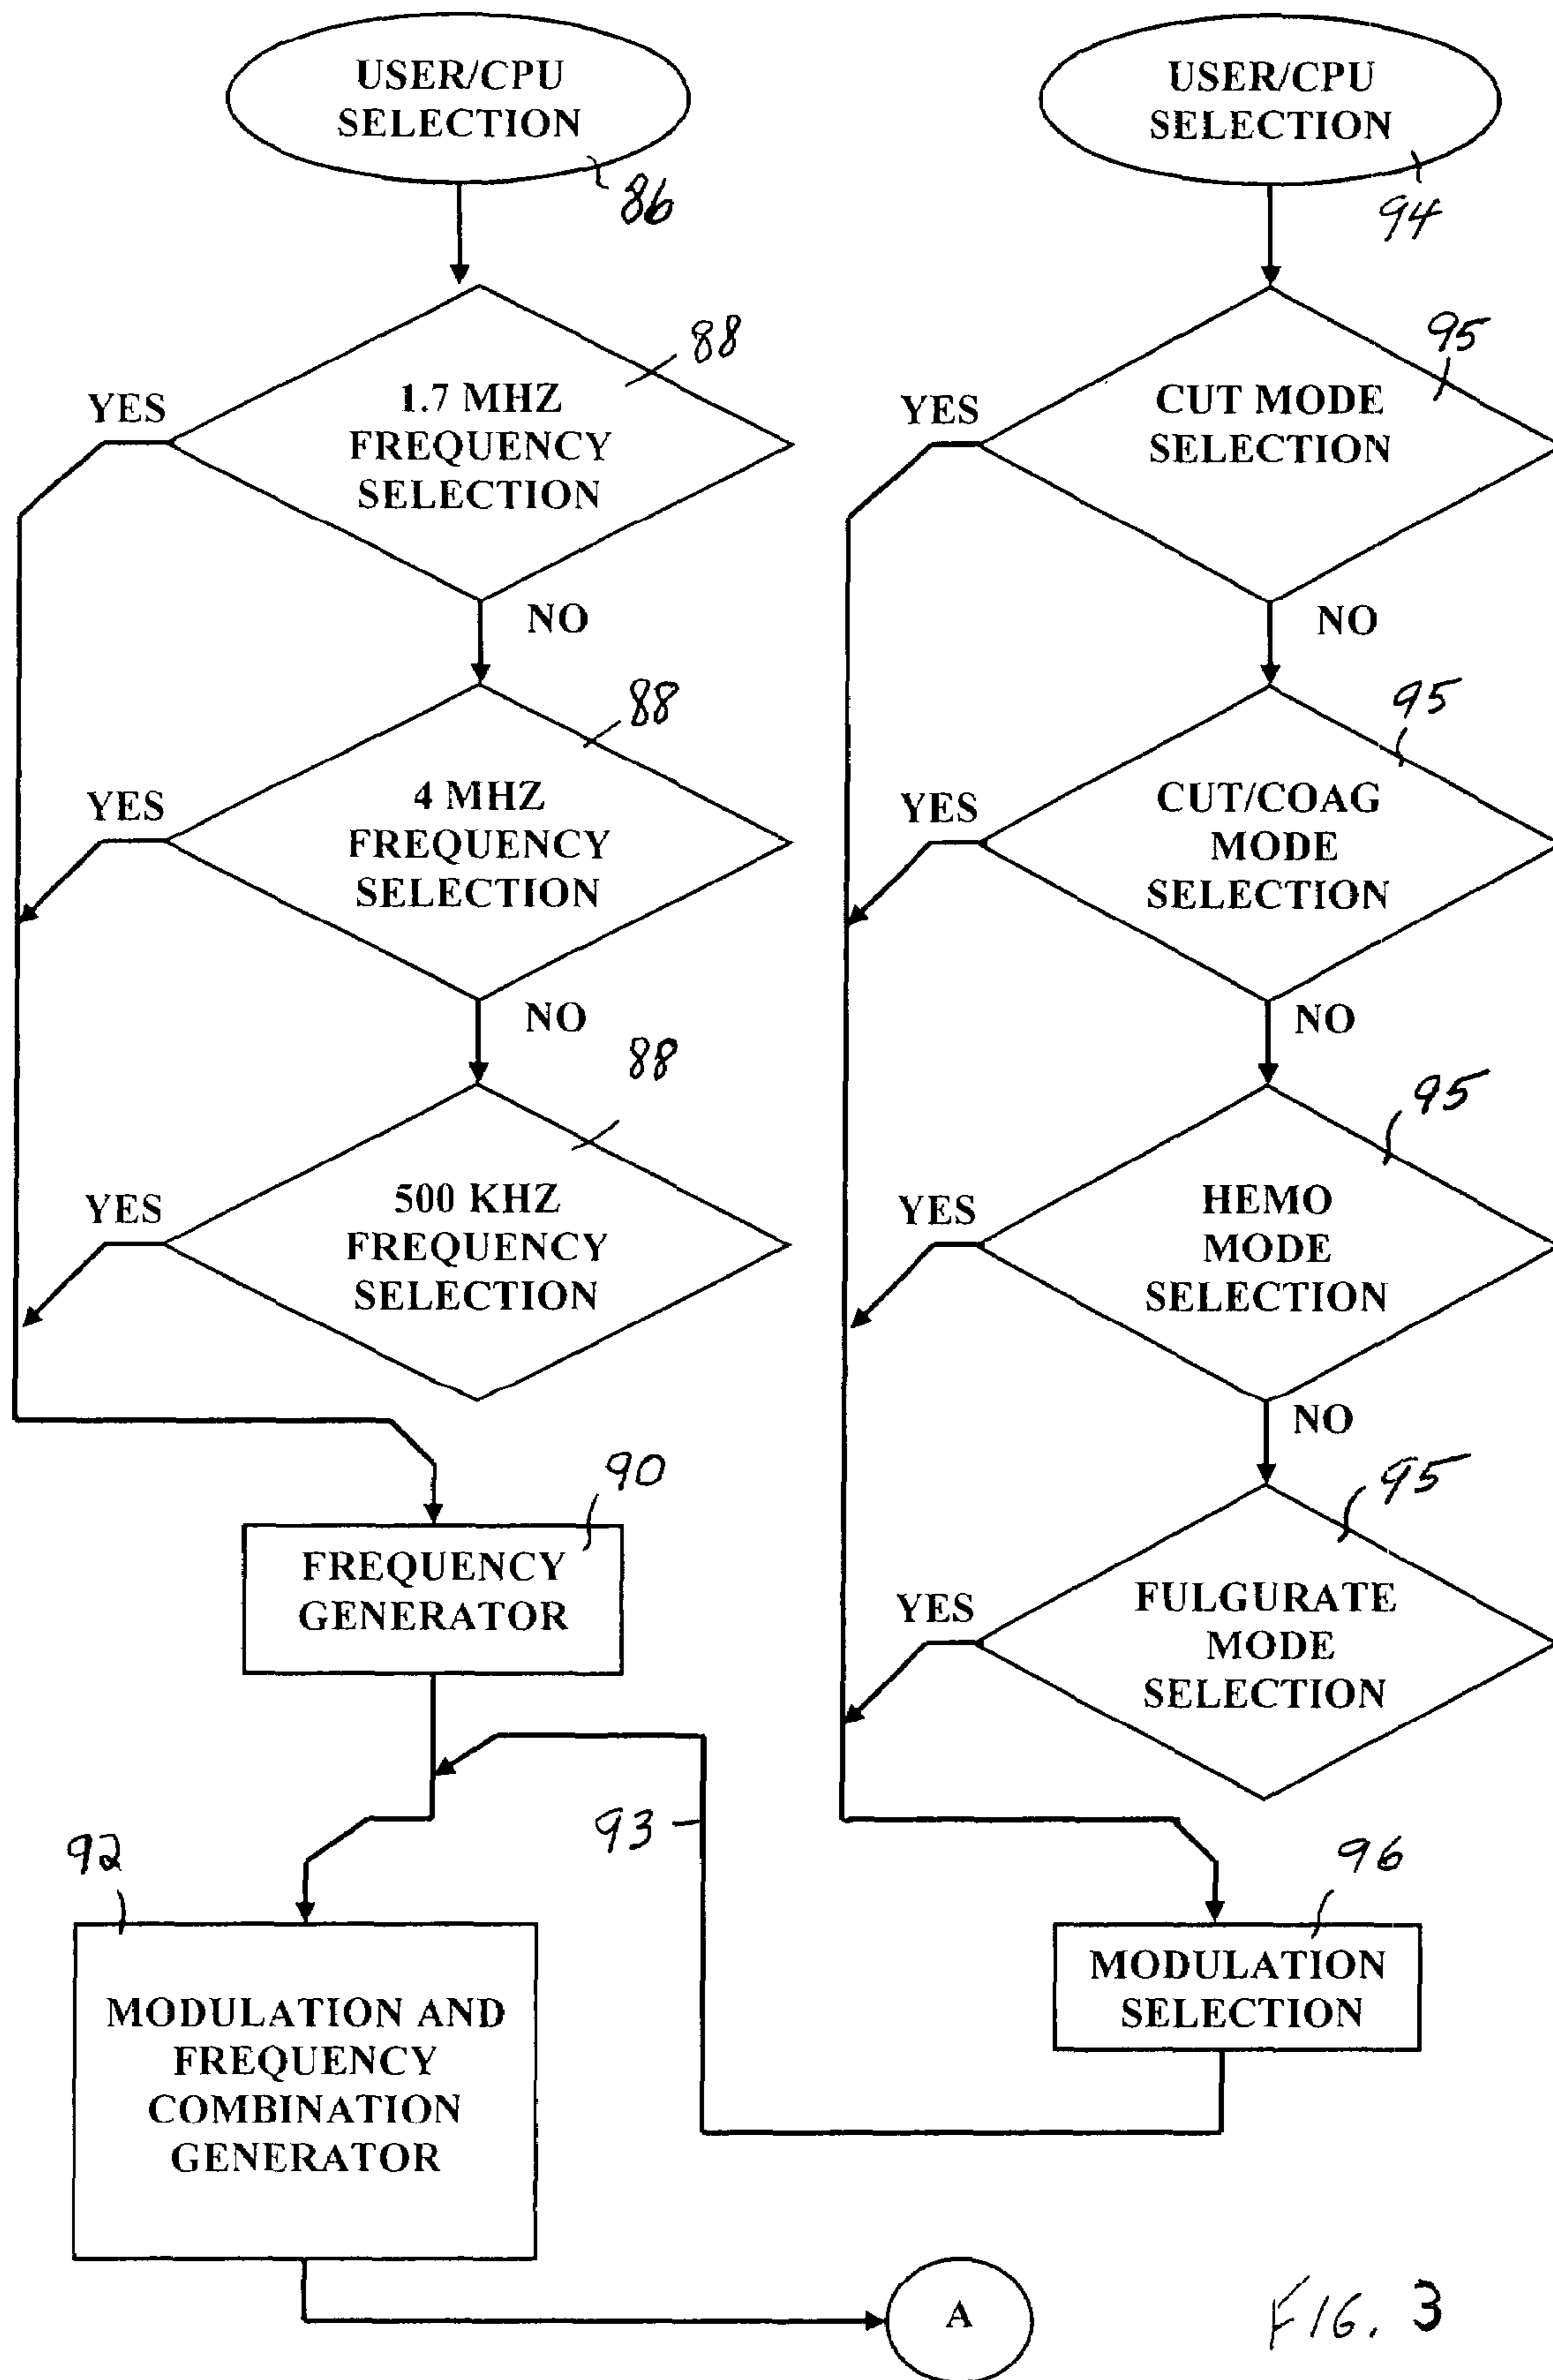 USER/CPU
SELECTION
86
88
1.7 MHZ
FREQUENCY
SELECTION
YES
NO
88
4 MHZ
FREQUENCY
SELECTION
YES
NO
88
500 KHZ
FREQUENCY
SELECTION
YES
90
FREQUENCY
GENERATOR
93
92
MODULATION AND
FREQUENCY
COMBINATION
GENERATOR
USER/CPU
SELECTION
94
95
CUT MODE
SELECTION
YES
NO
95
CUT/COAG
MODE
SELECTION
YES
NO
95
HEMO
MODE
SELECTION
YES
NO
95
FULGURATE
MODE
SELECTION
YES
96
MODULATION
SELECTION
A
FIG. 3